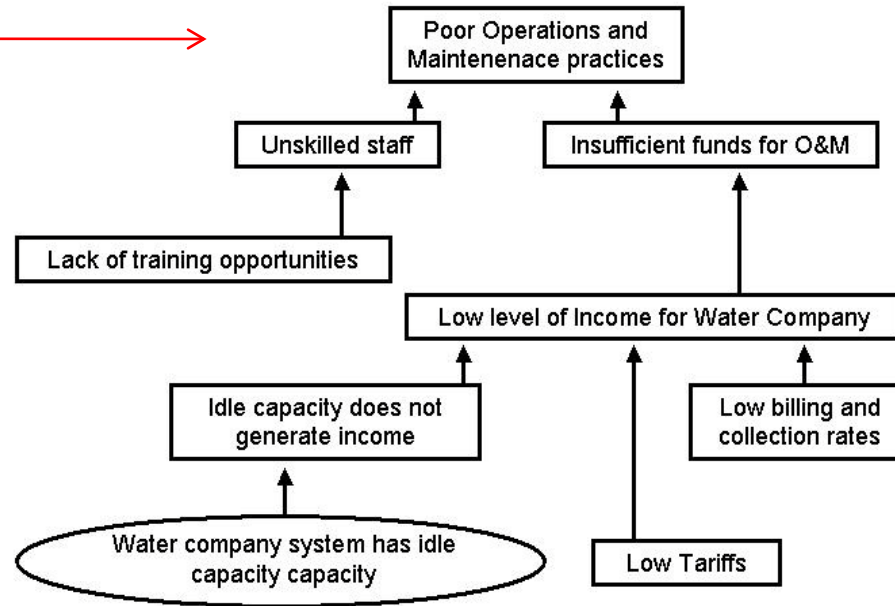 Poor Operations and
Maintenenace practices
Unskilled staff
Insufficient funds for O&M
Lack of training opportunities
Low level of Income for Water Company
Idle capacity does not
generate income
Low billing and
collection rates
Water company system has idle
capacity capacity
Low Tariffs